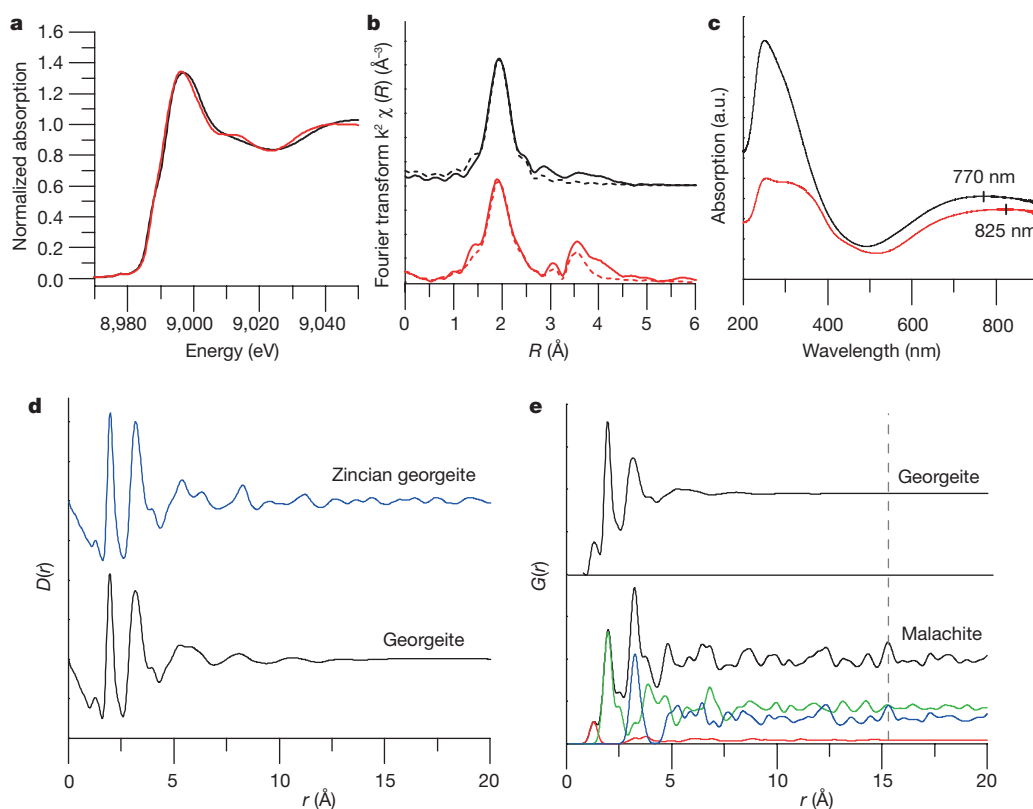 a
1.6
1.4
1.2
1.0
0.8
0.6
0.4
0.2
0.0
Normalized absorption
8,980 9,000 9,020 9,040
Energy (eV)
b
Fourier transform k² χ (R) (Å⁻³)
0 1 2 3 4 5 6
R (Å)
c
Absorption (a.u.)
770 nm
825 nm
200 400 600 800
Wavelength (nm)
d
D(r)
Zincian georgeite
Georgeite
0 5 10 15 20
r (Å)
e
G(r)
Georgeite
Malachite
0 5 10 15 20
r (Å)